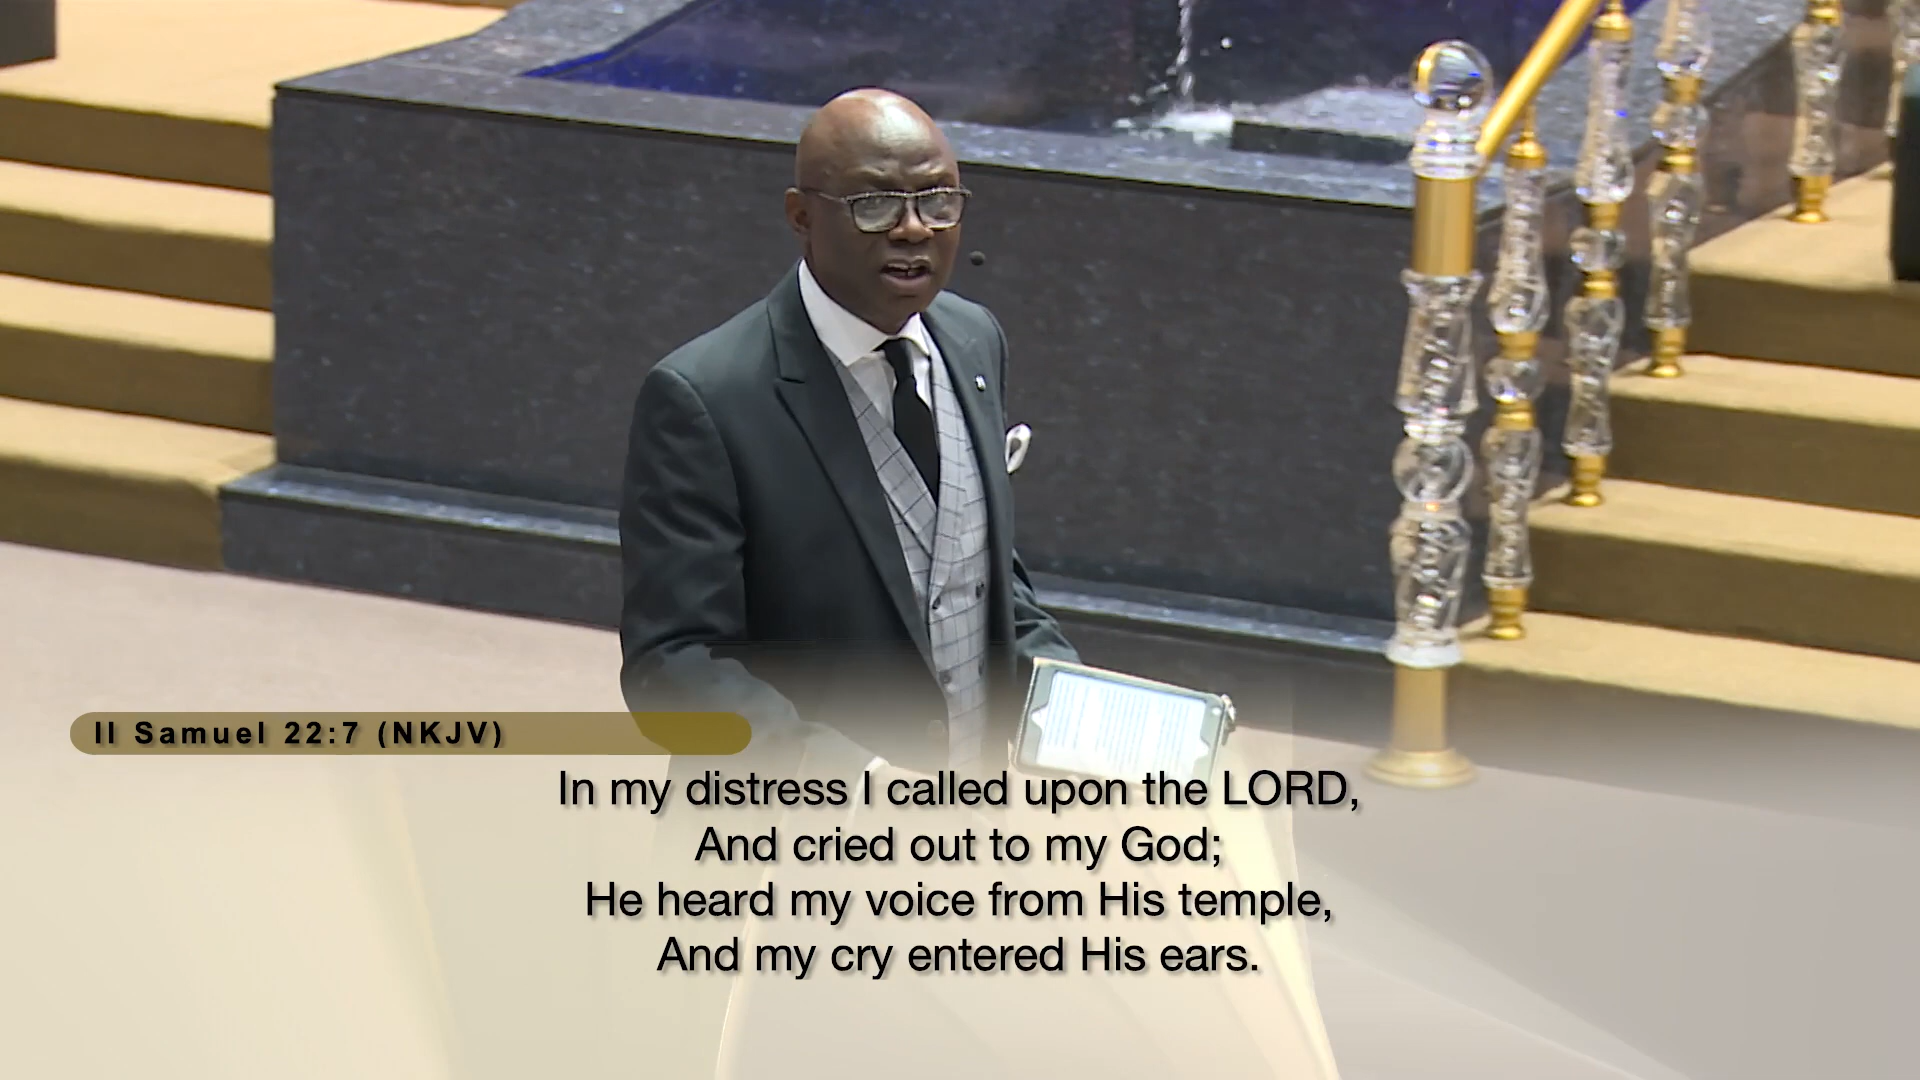 II Samuel 22:7 (NKJV)
In my distress I called upon the LORD,
And cried out to my God;
He heard my voice from His temple,
And my cry entered His ears.